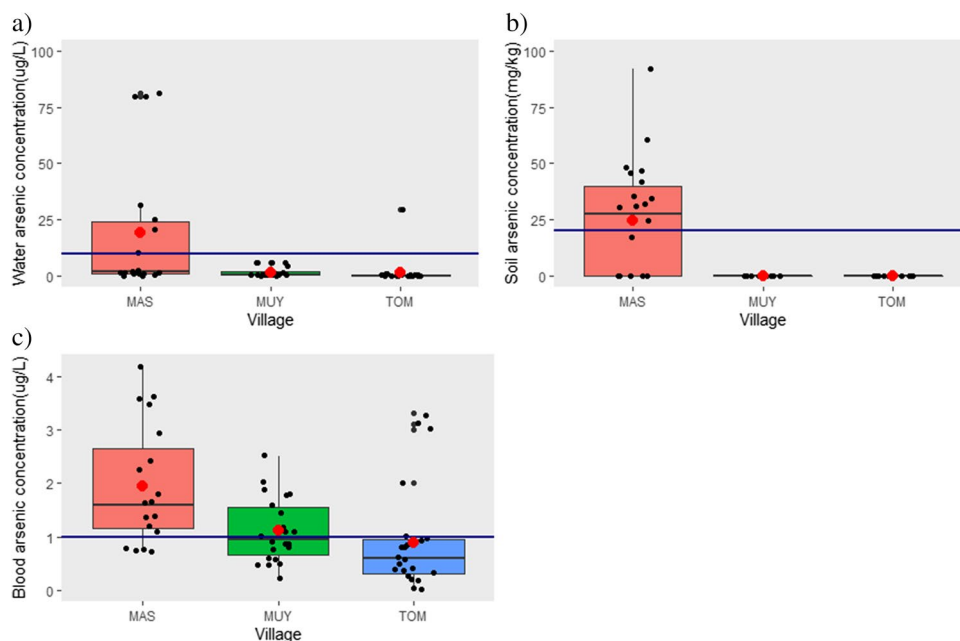 a)
Water arsenic concentration(ug/L)
100
75
50
25
0
MAS MUY TOM
Village
b)
Soil arsenic concentration(mg/kg)
100
75
50
25
0
MAS MUY TOM
Village
c)
Blood arsenic concentration(ug/L)
4
3
2
1
0
MAS MUY TOM
Village